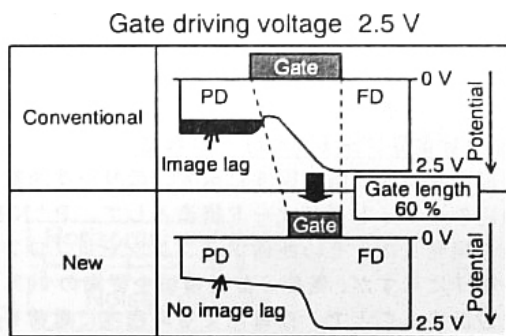 Gate driving voltage 2.5 V
Conventional
Gate
PD
FD
0 V
Image lag
2.5 V
Potential
Gate length
60 %
New
Gate
PD
FD
0 V
No image lag
2.5 V
Potential